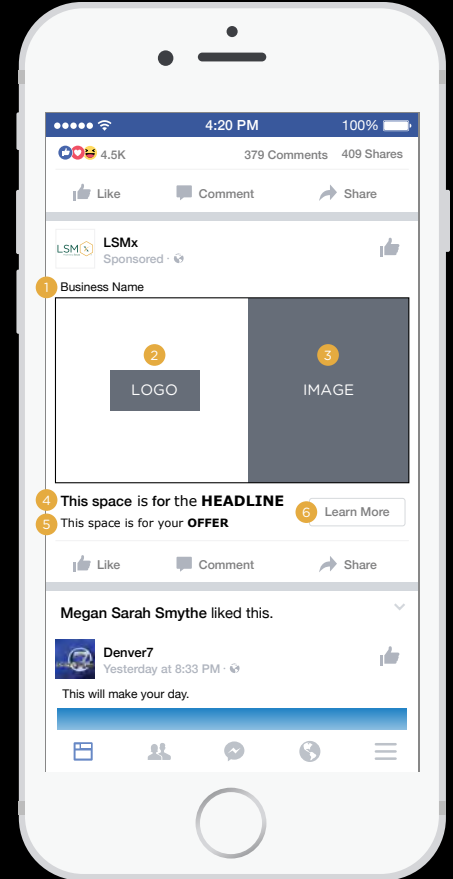 4:20 PM 100%
4.5K 379 Comments 409 Shares
Like Comment Share
LSM x
LSMx
Sponsored ·
1 Business Name
2 3
LOGO IMAGE
4 This space is for the HEADLINE
5 This space is for your OFFER
6 Learn More
Like Comment Share
Megan Sarah Smythe liked this.
7
Denver7
Yesterday at 8:33 PM ·
This will make your day.